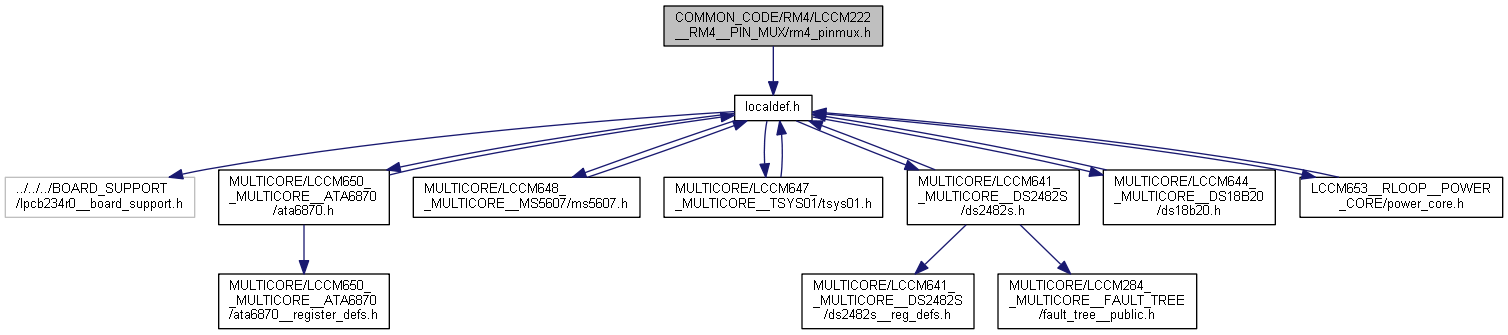 COMMON_CODE/RM4/LCCM222
__RM4__PIN_MUX/rm4_pinmux.h
localdef.h
../../../BOARD_SUPPORT
/lpcb234r0__board_support.h
MULTICORE/LCCM650_
_MULTICORE__ATA6870
/ata6870.h
MULTICORE/LCCM648_
_MULTICORE__MS5607/ms5607.h
MULTICORE/LCCM647_
_MULTICORE__TSYS01/tsys01.h
MULTICORE/LCCM641_
_MULTICORE__DS2482S
/ds2482s.h
MULTICORE/LCCM644_
_MULTICORE__DS18B20
/ds18b20.h
LCCM653__RLOOP__POWER
_CORE/power_core.h
MULTICORE/LCCM650_
_MULTICORE__ATA6870
/ata6870__register_defs.h
MULTICORE/LCCM641_
_MULTICORE__DS2482S
/ds2482s__reg_defs.h
MULTICORE/LCCM284_
_MULTICORE__FAULT_TREE
/fault_tree__public.h